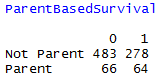 ParentBasedSurvival
0 1
Not Parent 483 278
Parent 66 64